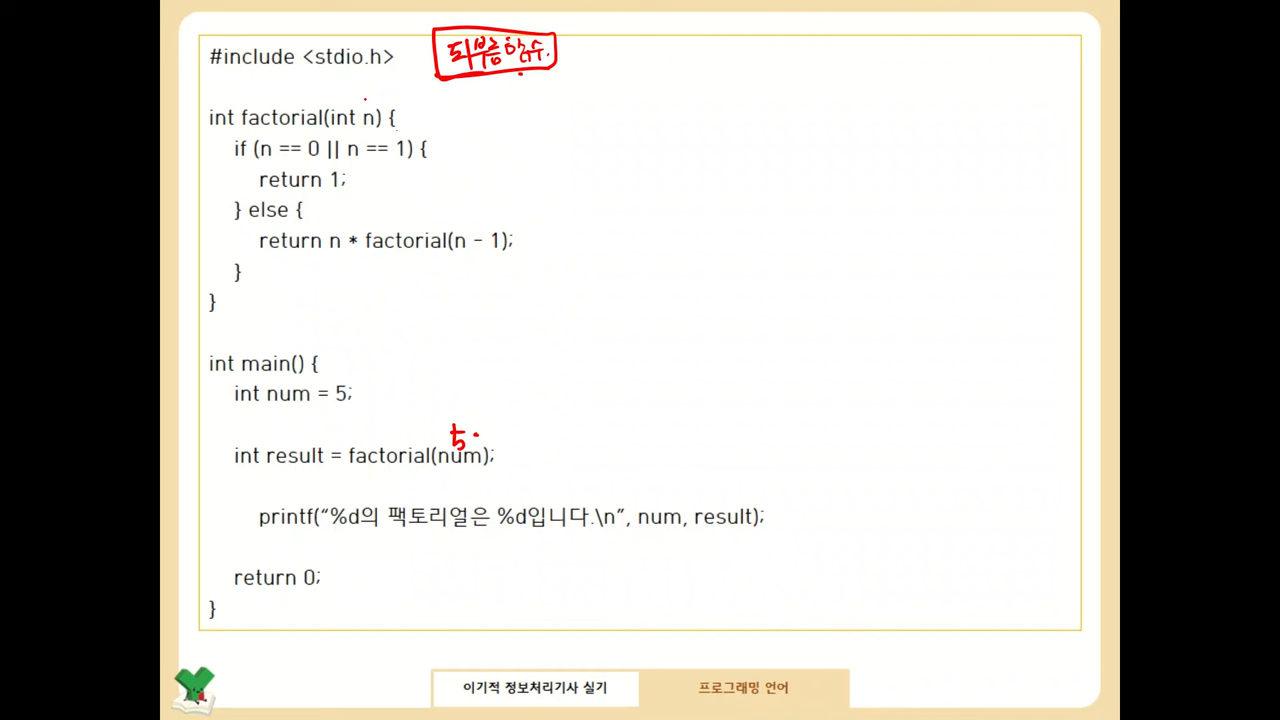 #include <stdio.h>
되부름 함수.
int factorial(int n) {
if (n == 0 || n == 1) {
return 1;
} else {
return n * factorial(n - 1);
}
}
int main() {
int num = 5;
5
int result = factorial(num);
printf(“%d의 팩토리얼은 %d입니다.\n”, num, result);
return 0;
}
이기적 정보처리기사 실기
프로그래밍 언어